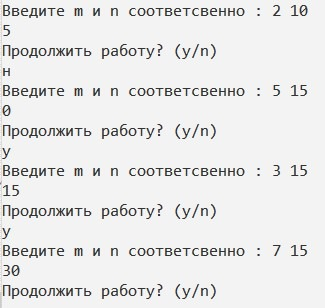 Введите m и n соответсвенно : 2 10
5
Продолжить работу? (y/n)
н
Введите m и n соответсвенно : 5 15
0
Продолжить работу? (y/n)
y
Введите m и n соответсвенно : 3 15
15
Продолжить работу? (y/n)
y
Введите m и n соответсвенно : 7 15
30
Продолжить работу? (y/n)